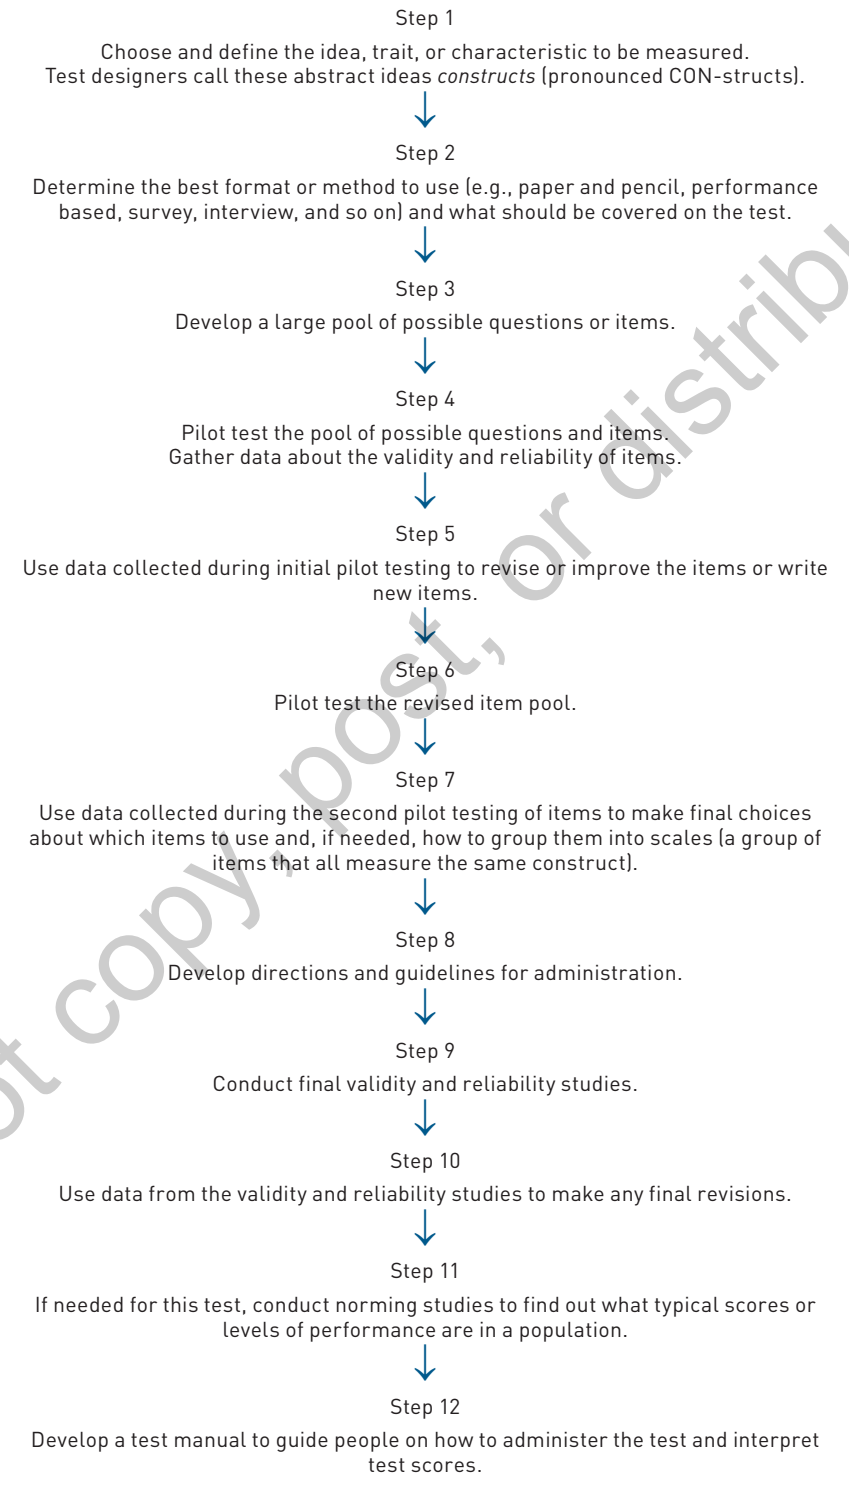 Step 1
Choose and define the idea, trait, or characteristic to be measured.
Test designers call these abstract ideas constructs (pronounced CON-structs).
Step 2
Determine the best format or method to use (e.g., paper and pencil, performance
based, survey, interview, and so on) and what should be covered on the test.
Step 3
Develop a large pool of possible questions or items.
Step 4
Pilot test the pool of possible questions and items.
Gather data about the validity and reliability of items.
Step 5
Use data collected during initial pilot testing to revise or improve the items or write
new items.
Step 6
Pilot test the revised item pool.
Step 7
Use data collected during the second pilot testing of items to make final choices
about which items to use and, if needed, how to group them into scales (a group of
items that all measure the same construct).
Step 8
Develop directions and guidelines for administration.
Step 9
Conduct final validity and reliability studies.
Step 10
Use data from the validity and reliability studies to make any final revisions.
Step 11
If needed for this test, conduct norming studies to find out what typical scores or
levels of performance are in a population.
Step 12
Develop a test manual to guide people on how to administer the test and interpret
test scores.
copy, post, or